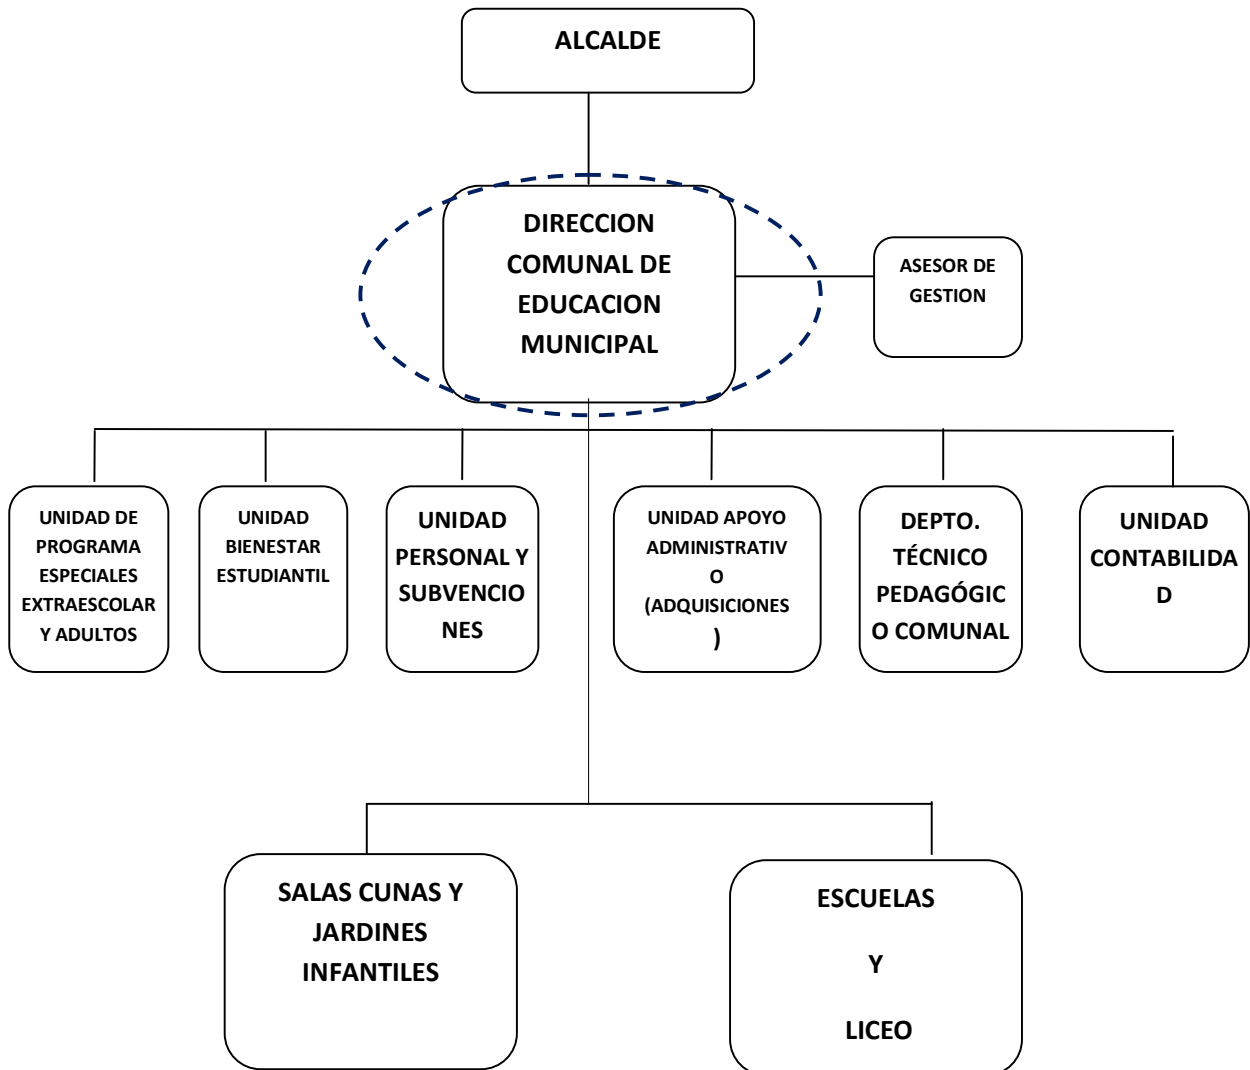 ALCALDE
DIRECCION
COMUNAL DE
EDUCACION
MUNICIPAL
ASESOR DE
GESTION
UNIDAD DE
PROGRAMA
ESPECIALES
EXTRAESCOLAR
Y ADULTOS
UNIDAD
BIENESTAR
ESTUDIANTIL
UNIDAD
PERSONAL Y
SUBVENCIO
NES
UNIDAD APOYO
ADMINISTRATIV
O
(ADQUISICIONES
)
DEPTO.
TÉCNICO
PEDAGÓGIC
O COMUNAL
UNIDAD
CONTABILIDA
D
SALAS CUNAS Y
JARDINES
INFANTILES
ESCUELAS
Y
LICEO